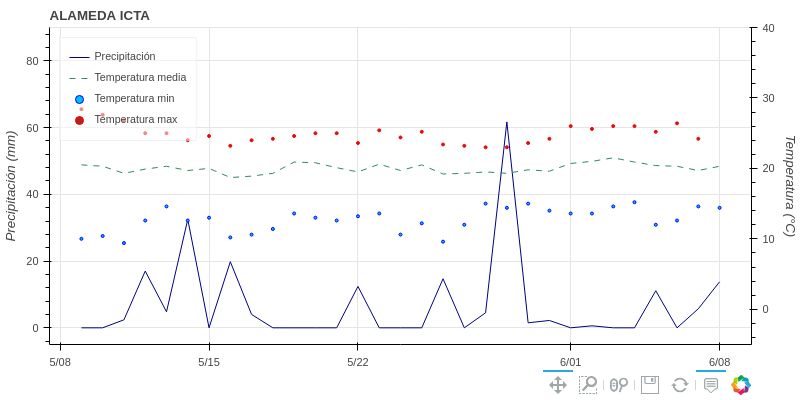 ALAMEDA ICTA
Precipitación
Temperatura media
Temperatura min
Temperatura max
Precipitación (mm)
80
60
40
20
0
Temperatura (°C)
40
30
20
10
0
5/08
5/15
5/22
6/01
6/08